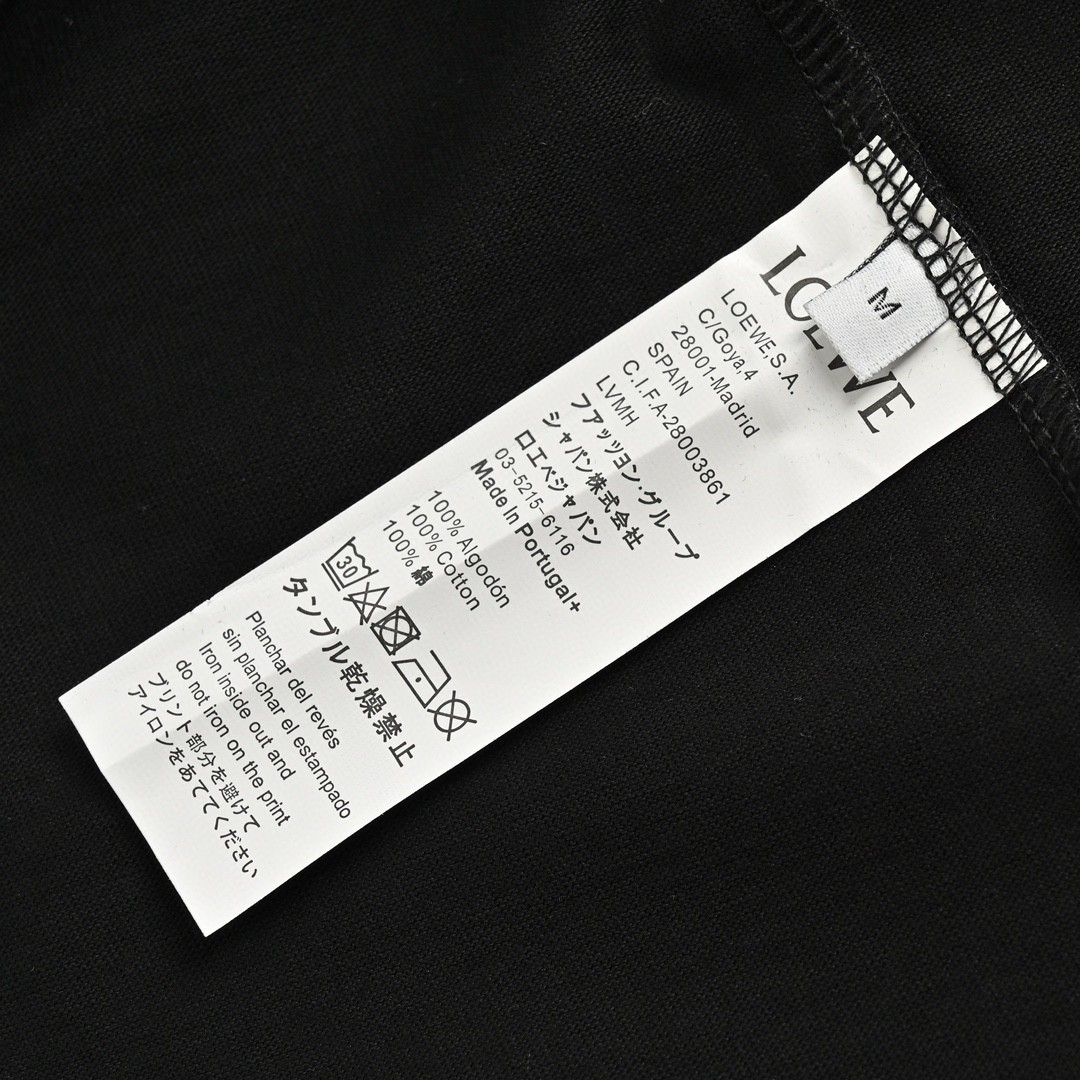 LOEWE
M
LOEWE,S.A.
C/Goya,4
28001-Madrid
SPAIN
C.I.F.A-28003861
LVMH
フアッツヨン·グループ
シャパン株式会社
ロエベジャパン
03-5215-6116
Made In Portugal+
100% Algodón
100% Cotton
100% 綿
30
タンブル乾燥禁止
Planchar del revés
sin planchar el estampado
Iron inside out and
do not iron on the print
プリント部分を避けて
アイロンをあててください